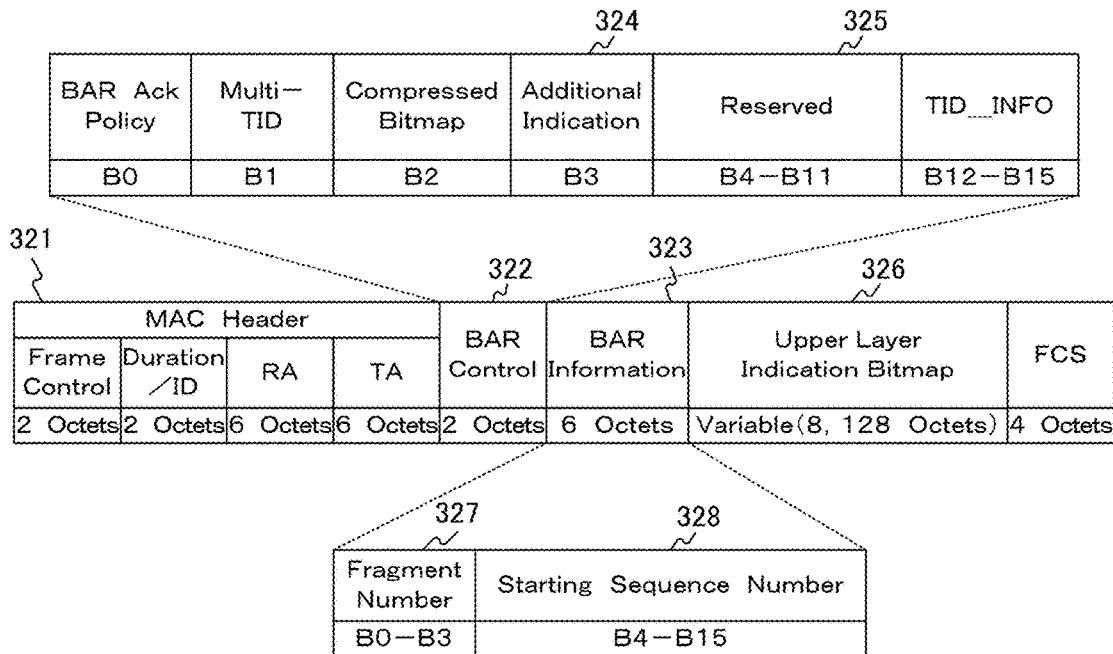 324
325
BAR Ack Policy
Multi-TID
Compressed Bitmap
Additional Indication
Reserved
TID__INFO
B0
B1
B2
B3
B4-B11
B12-B15
321
322
323
326
MAC Header
Frame Control
Duration /ID
RA
TA
BAR Control
BAR Information
Upper Layer Indication Bitmap
FCS
2 Octets
2 Octets
6 Octets
6 Octets
2 Octets
6 Octets
Variable(8, 128 Octets)
4 Octets
327
328
Fragment Number
Starting Sequence Number
B0-B3
B4-B15